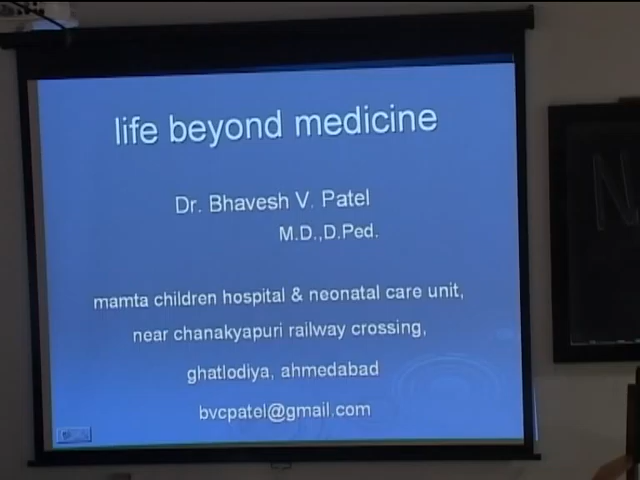 life beyond medicine
Dr. Bhavesh V. Patel
M.D.,D.Ped.
mamta children hospital & neonatal care unit,
near chanakyapuri railway crossing,
ghatlodiya, ahmedabad
bvcpatel@gmail.com